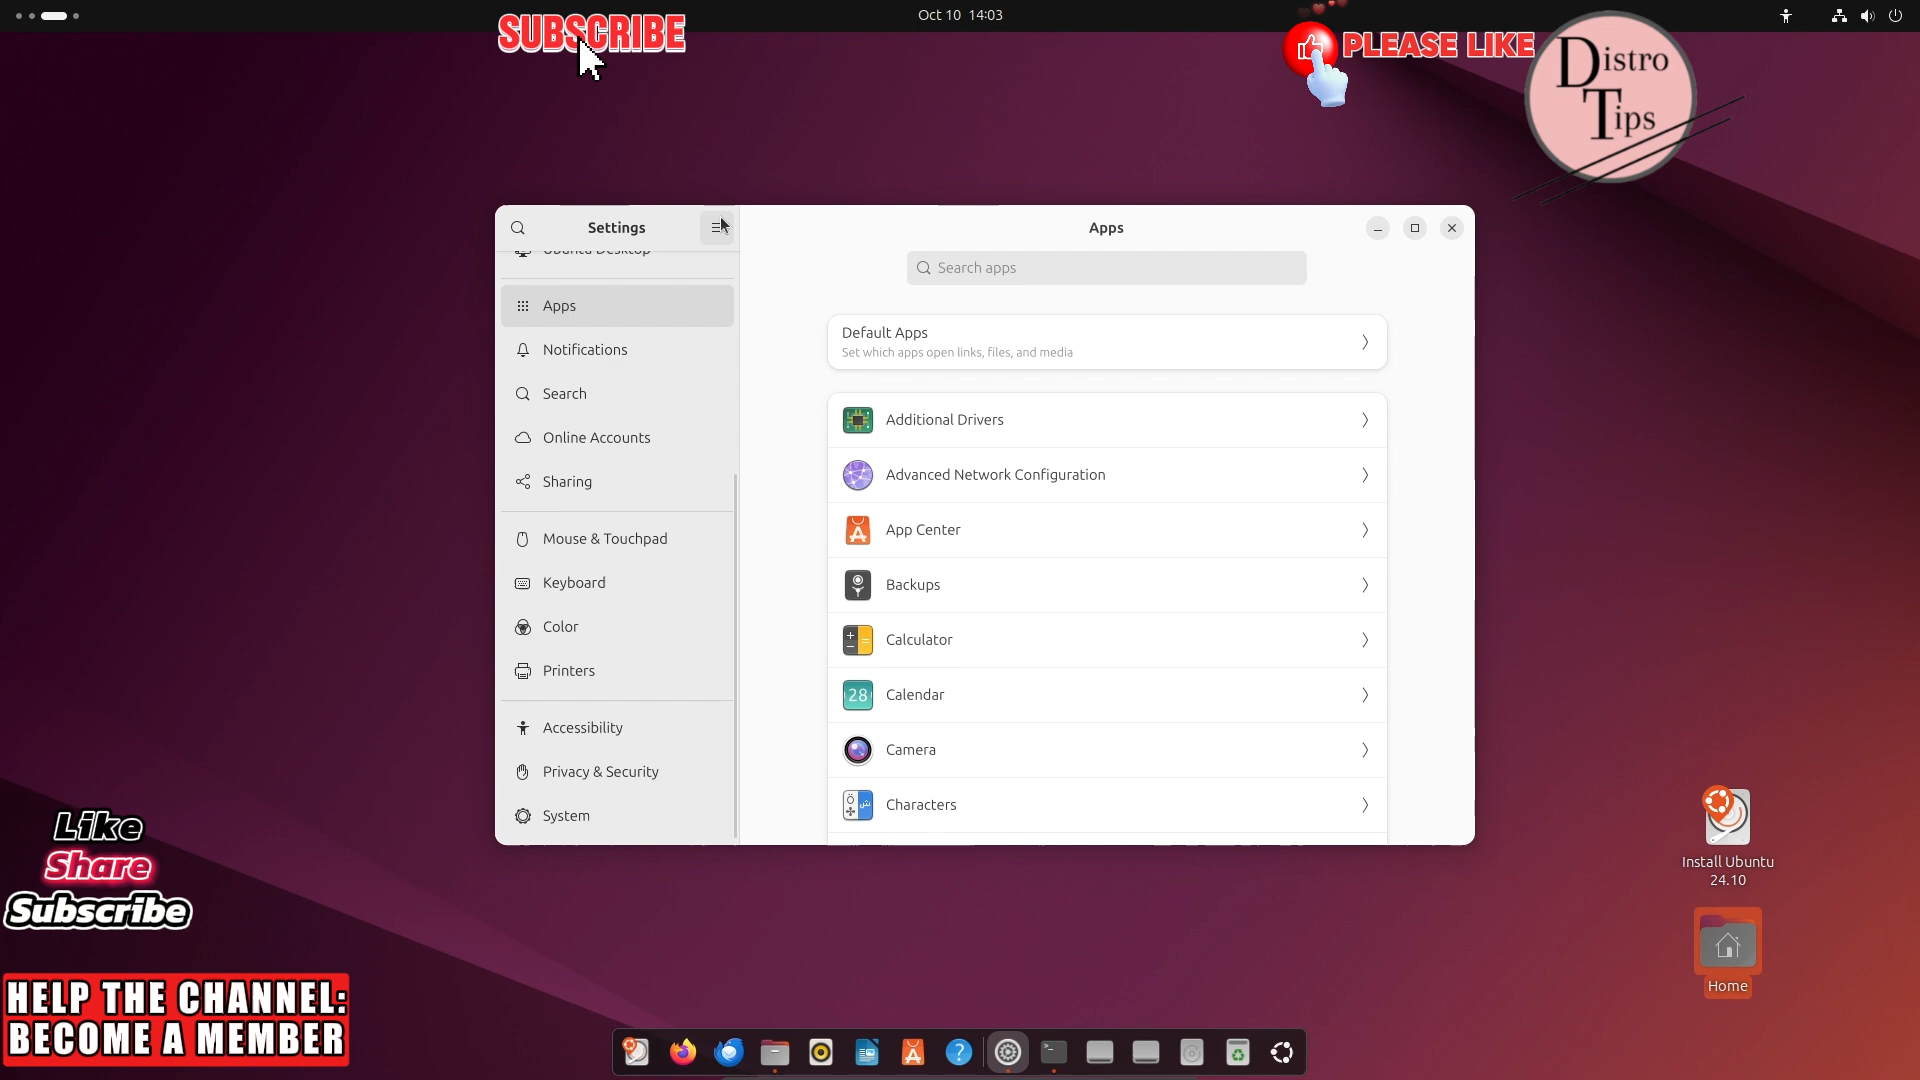 Oct 10 14:03
SUBSCRIBE
PLEASE LIKE
Distro
Tips
Settings
Apps
Ubuntu Desktop
Apps
Notifications
Search
Online Accounts
Sharing
Mouse & Touchpad
Keyboard
Color
Printers
Accessibility
Privacy & Security
System
Search apps
Default Apps
Set which apps open links, files, and media
Additional Drivers
Advanced Network Configuration
App Center
Backups
Calculator
28
Calendar
Camera
Characters
Install Ubuntu
24.10
Home
Like
Share
Subscribe
HELP THE CHANNEL:
BECOME A MEMBER